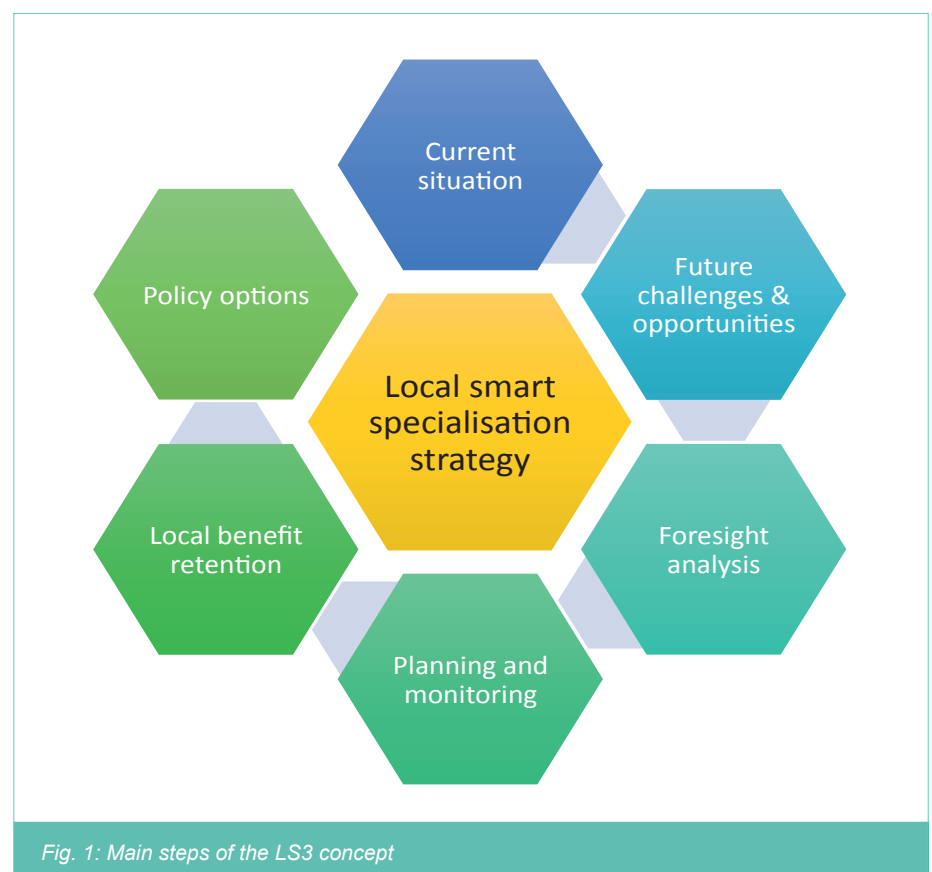 Current
situation
Future
challenges &
opportunities
Foresight
analysis
Planning and
monitoring
Local benefit
retention
Policy options
Local smart
specialisation
strategy
Fig. 1: Main steps of the LS3 concept